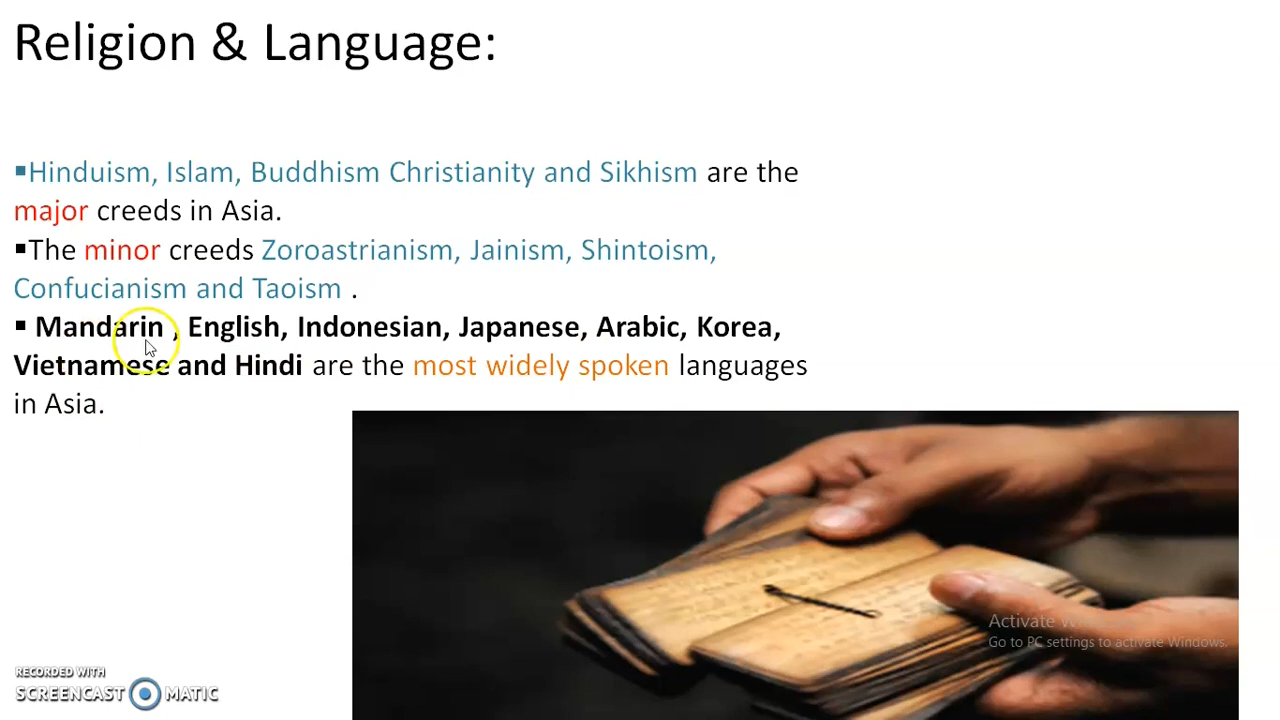 Religion & Language:
▪Hinduism, Islam, Buddhism Christianity and Sikhism are the
major creeds in Asia.
▪The minor creeds Zoroastrianism, Jainism, Shintoism,
Confucianism and Taoism .
▪ Mandarin , English, Indonesian, Japanese, Arabic, Korea,
Vietnamese and Hindi are the most widely spoken languages
in Asia.
Activate
Go to PC settings to activate Windows.
RECORDED WITH
SCREENCAST MATIC